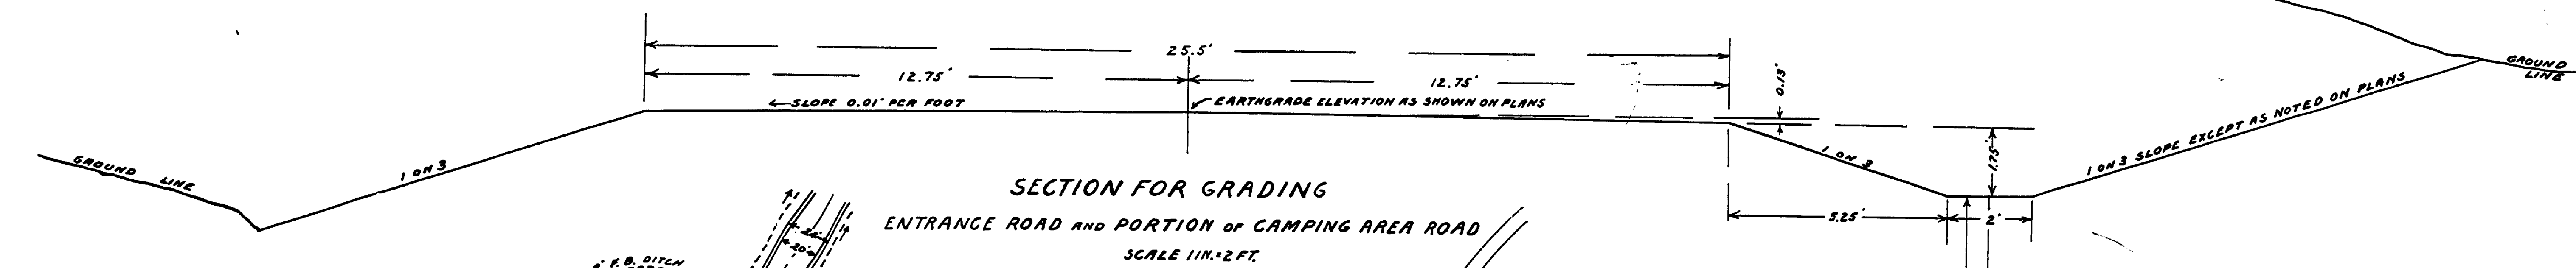 25.5'
12.75'
12.75'
0.13'
SLOPE 0.01' PER FOOT
EARTHGRADE ELEVATION AS SHOWN ON PLANS
GROUND LINE
GROUND
LINE
1 ON 3
1 ON 3
1.75'
1 ON 3 SLOPE EXCEPT AS NOTED ON PLANS
5.25'
2'
SECTION FOR GRADING
ENTRANCE ROAD AND PORTION OF CAMPING AREA ROAD
SCALE 1 IN.=2 FT.
24'
20'
F.B. DITCH